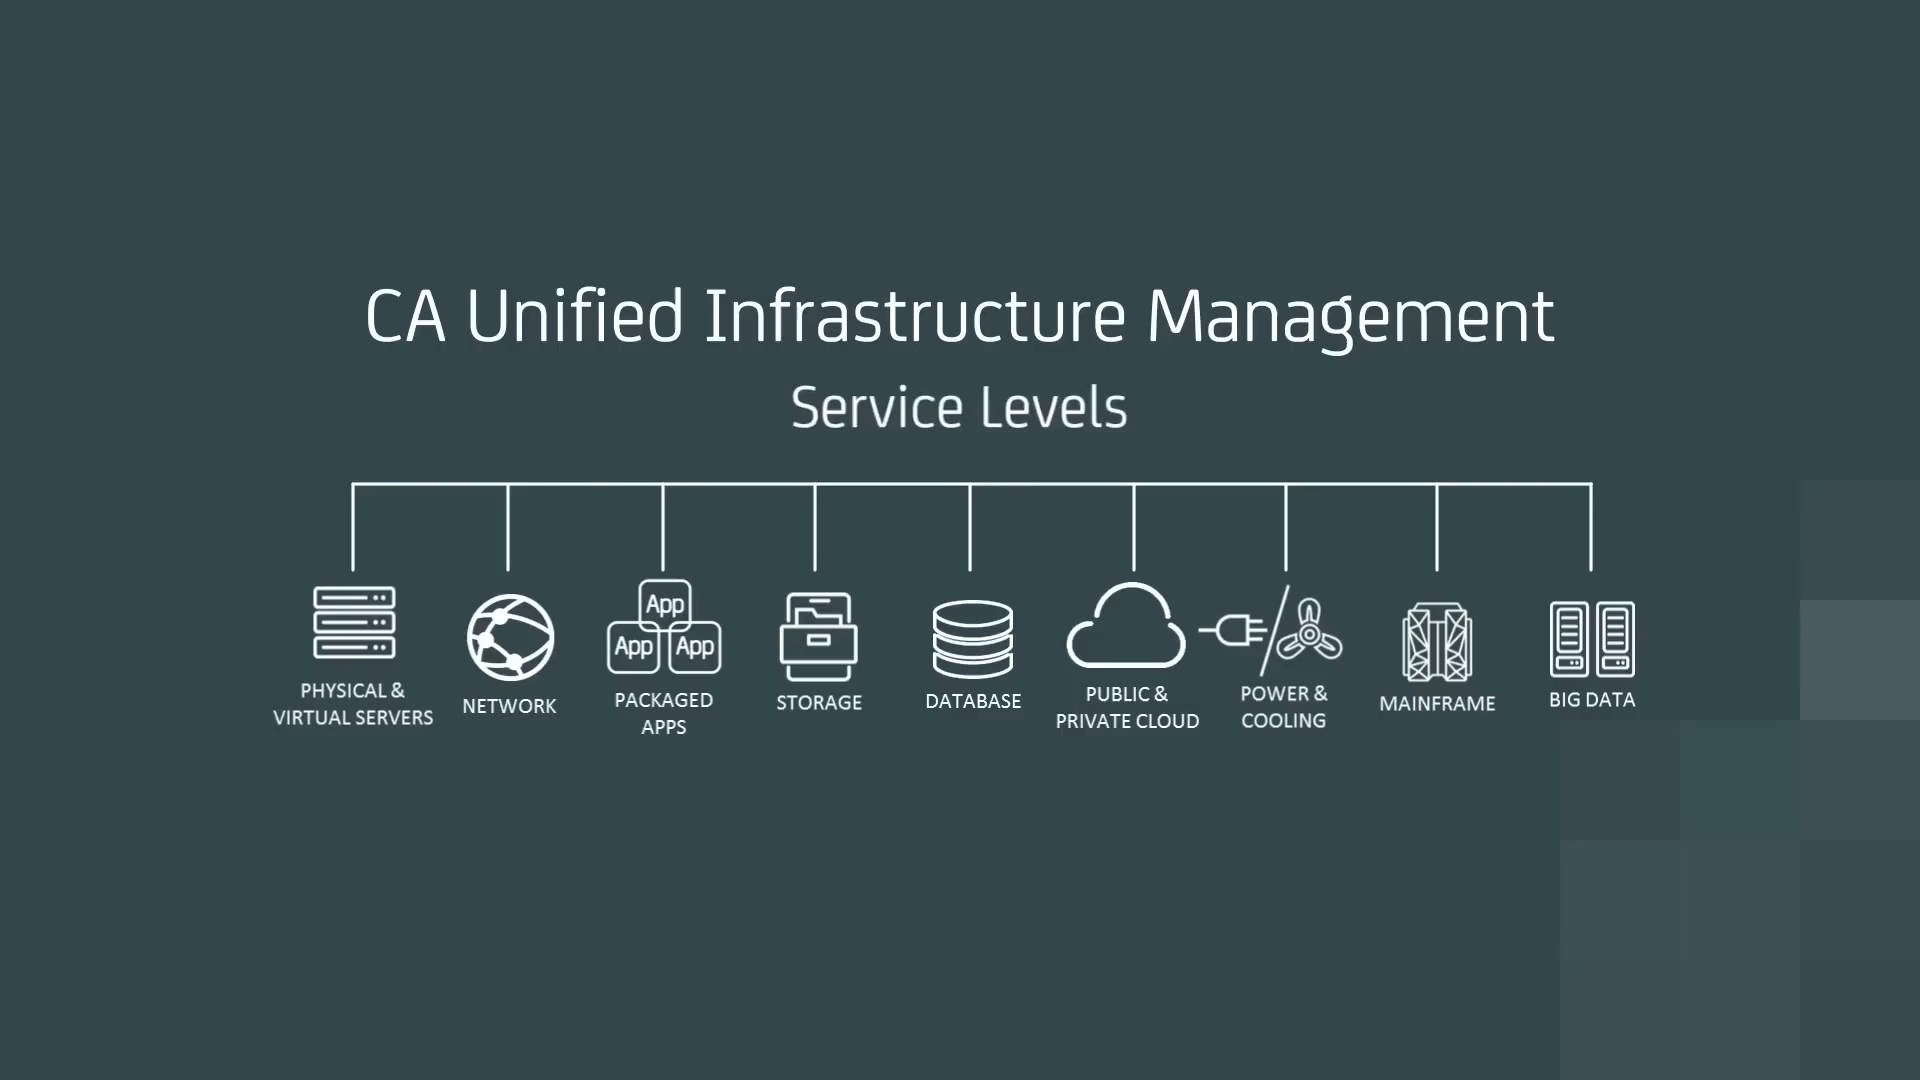 CA Unified Infrastructure Management
Service Levels
App
App App
PHYSICAL &
VIRTUAL SERVERS
NETWORK
PACKAGED
APPS
STORAGE
DATABASE
PUBLIC &
PRIVATE CLOUD
POWER &
COOLING
MAINFRAME
BIG DATA